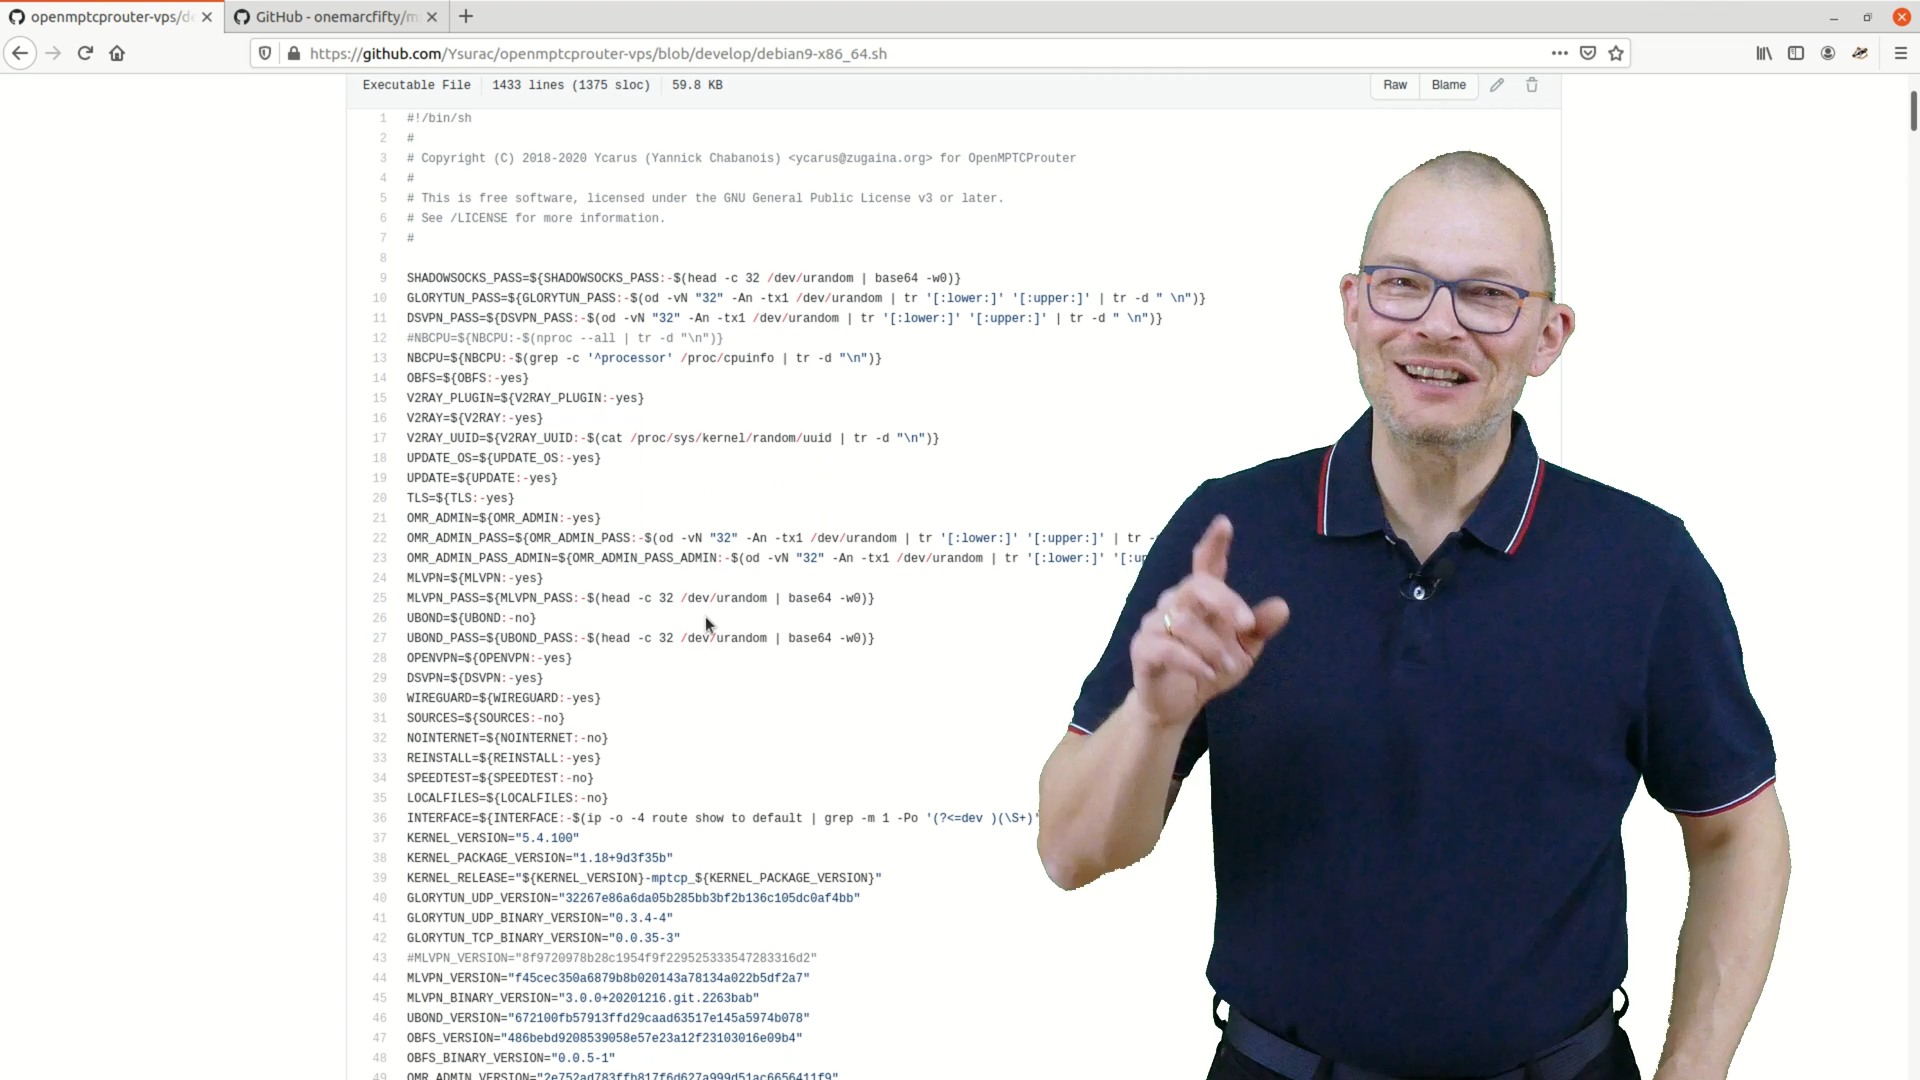 openmptcprouter-vps/de
GitHub - onemarcfifty/m
https://github.com/Ysurac/openmptcprouter-vps/blob/develop/debian9-x86_64.sh
Executable File 1433 lines (1375 sloc) 59.8 KB Raw Blame
1 #!/bin/sh
2 #
3 # Copyright (C) 2018-2020 Ycarus (Yannick Chabanois) <ycarus@zugaina.org> for OpenMPTCProuter
4 #
5 # This is free software, licensed under the GNU General Public License v3 or later.
6 # See /LICENSE for more information.
7 #
8
9 SHADOWSOCKS_PASS=${SHADOWSOCKS_PASS:-$(head -c 32 /dev/urandom | base64 -w0)}
10 GLORYTUN_PASS=${GLORYTUN_PASS:-$(od -vN "32" -An -tx1 /dev/urandom | tr '[:lower:]' '[:upper:]' | tr -d " \n")}
11 DSVPN_PASS=${DSVPN_PASS:-$(od -vN "32" -An -tx1 /dev/urandom | tr '[:lower:]' '[:upper:]' | tr -d " \n")}
12 #NBCPU=${NBCPU:-$(nproc --all | tr -d "\n")}
13 NBCPU=${NBCPU:-$(grep -c '^processor' /proc/cpuinfo | tr -d "\n")}
14 OBFS=${OBFS:-yes}
15 V2RAY_PLUGIN=${V2RAY_PLUGIN:-yes}
16 V2RAY=${V2RAY:-yes}
17 V2RAY_UUID=${V2RAY_UUID:-$(cat /proc/sys/kernel/random/uuid | tr -d "\n")}
18 UPDATE_OS=${UPDATE_OS:-yes}
19 UPDATE=${UPDATE:-yes}
20 TLS=${TLS:-yes}
21 OMR_ADMIN=${OMR_ADMIN:-yes}
22 OMR_ADMIN_PASS=${OMR_ADMIN_PASS:-$(od -vN "32" -An -tx1 /dev/urandom | tr '[:lower:]' '[:upper:]' | tr -
23 OMR_ADMIN_PASS_ADMIN=${OMR_ADMIN_PASS_ADMIN:-$(od -vN "32" -An -tx1 /dev/urandom | tr '[:lower:]' '[:up
24 MLVPN=${MLVPN:-yes}
25 MLVPN_PASS=${MLVPN_PASS:-$(head -c 32 /dev/urandom | base64 -w0)}
26 UBOND=${UBOND:-no}
27 UBOND_PASS=${UBOND_PASS:-$(head -c 32 /dev/urandom | base64 -w0)}
28 OPENVPN=${OPENVPN:-yes}
29 DSVPN=${DSVPN:-yes}
30 WIREGUARD=${WIREGUARD:-yes}
31 SOURCES=${SOURCES:-no}
32 NOINTERNET=${NOINTERNET:-no}
33 REINSTALL=${REINSTALL:-yes}
34 SPEEDTEST=${SPEEDTEST:-no}
35 LOCALFILES=${LOCALFILES:-no}
36 INTERFACE=${INTERFACE:-$(ip -o -4 route show to default | grep -m 1 -Po '(?<=dev )(\S+)'
37 KERNEL_VERSION="5.4.100"
38 KERNEL_PACKAGE_VERSION="1.18+9d3f35b"
39 KERNEL_RELEASE="${KERNEL_VERSION}-mptcp_${KERNEL_PACKAGE_VERSION}"
40 GLORYTUN_UDP_VERSION="32267e86a6da05b285bb3bf2b136c105dc0af4bb"
41 GLORYTUN_UDP_BINARY_VERSION="0.3.4-4"
42 GLORYTUN_TCP_BINARY_VERSION="0.0.35-3"
43 #MLVPN_VERSION="8f9720978b28c1954f9f229525333547283316d2"
44 MLVPN_VERSION="f45cec350a6879b8b020143a78134a022b5df2a7"
45 MLVPN_BINARY_VERSION="3.0.0+20201216.git.2263bab"
46 UBOND_VERSION="672100fb57913ffd29caad63517e145a5974b078"
47 OBFS_VERSION="486bebd9208539058e57e23a12f23103016e09b4"
48 OBFS_BINARY_VERSION="0.0.5-1"
49 OMR_ADMIN_VERSION="2e752ad783ffb817f6d627a999d51ac6656411f9"